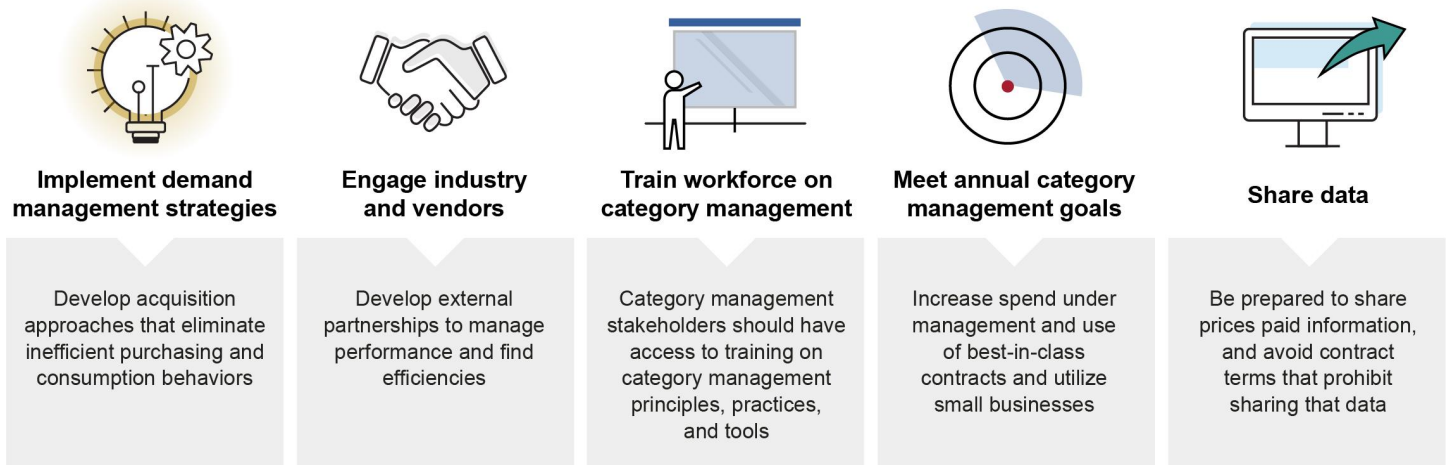 Implement demand
management strategies
Develop acquisition
approaches that eliminate
inefficient purchasing and
consumption behaviors
Engage industry
and vendors
Develop external
partnerships to manage
performance and find
efficiencies
Train workforce on
category management
Category management
stakeholders should have
access to training on
category management
principles, practices,
and tools
Meet annual category
management goals
Increase spend under
management and use
of best-in-class
contracts and utilize
small businesses
Share data
Be prepared to share
prices paid information,
and avoid contract
terms that prohibit
sharing that data